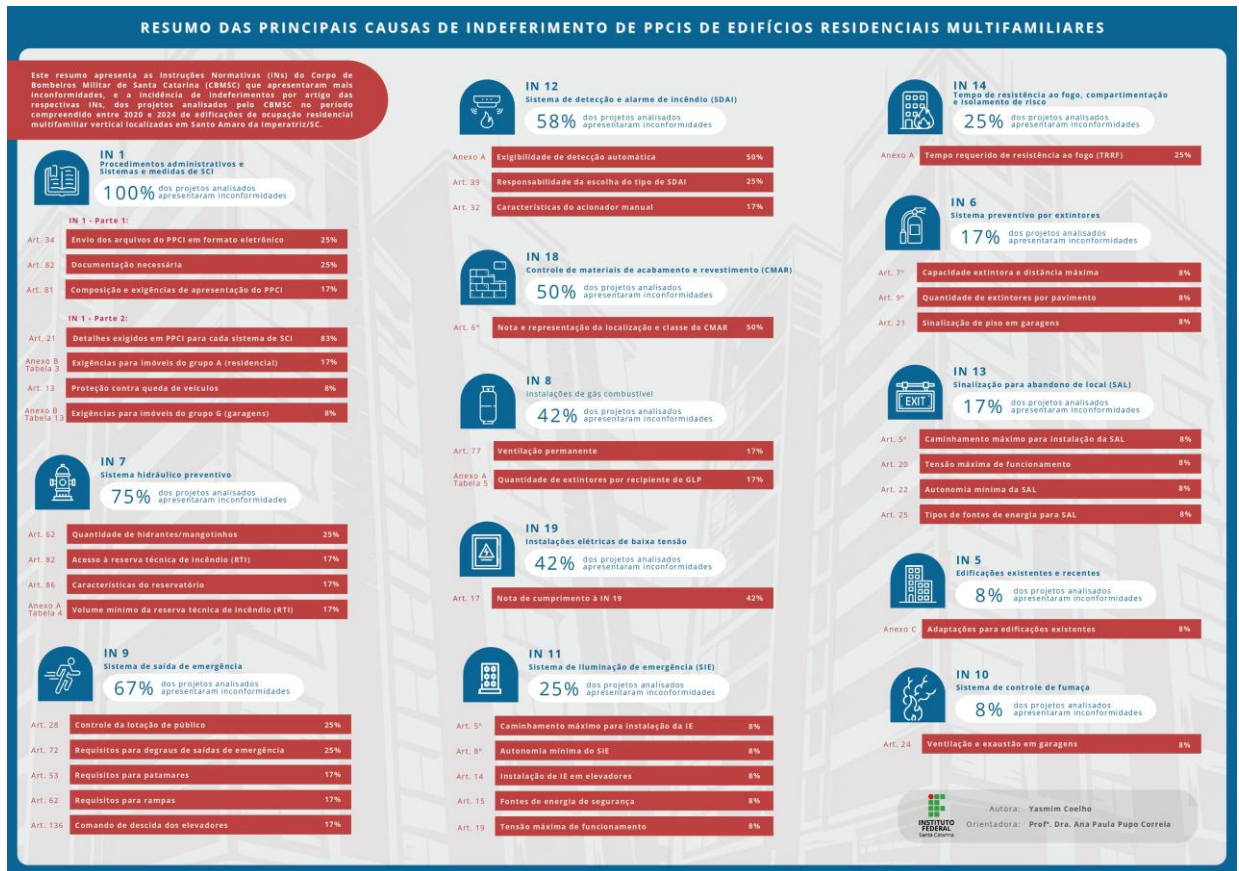 RESUMO DAS PRINCIPAIS CAUSAS DE INDEFERIMENTO DE PPCIS DE EDIFÍCIOS RESIDENCIAIS MULTIFAMILIARES
Este resumo apresenta as Instruções Normativas (INs) do Corpo de
Bombeiros Militar de Santa Catarina (CBMSC) que apresentaram mais
inconformidades, e a incidência de indeferimentos por artigo das
respectivas INs, dos projetos analisados pelo CBMSC no período
compreendido entre 2020 e 2024 de edificações de ocupação residencial
multifamiliar vertical localizadas em Santo Amaro da Imperatriz/SC.
IN 1
Procedimentos administrativos e
Sistemas e medidas de SCI
100% dos projetos analisados
apresentaram inconformidades
IN 1 - Parte 1:
Art. 34 Envio dos arquivos do PPCI em formato eletrônico 25%
Art. 82 Documentação necessária 25%
Art. 81 Composição e exigências de apresentação do PPCI 17%
IN 1 - Parte 2:
Art. 21 Detalhes exigidos em PPCI para cada sistema de SCI 83%
Anexo B
Tabela 3 Exigências para imóveis do grupo A (residencial) 17%
Art. 13 Proteção contra queda de veículos 8%
Anexo B
Tabela 13 Exigências para imóveis do grupo G (garagens) 8%
IN 7
Sistema hidráulico preventivo
75% dos projetos analisados
apresentaram inconformidades
Art. 62 Quantidade de hidrantes/mangotinhos 25%
Art. 82 Acesso à reserva técnica de incêndio (RTI) 17%
Art. 86 Características do reservatório 17%
Anexo A
Tabela 4 Volume mínimo da reserva técnica de incêndio (RTI) 17%
IN 9
Sistema de saída de emergência
67% dos projetos analisados
apresentaram inconformidades
Art. 28 Controle da lotação de público 25%
Art. 72 Requisitos para degraus de saídas de emergência 25%
Art. 53 Requisitos para patamares 17%
Art. 62 Requisitos para rampas 17%
Art. 136 Comando de descida dos elevadores 17%
IN 12
Sistema de detecção e alarme de incêndio (SDAI)
58% dos projetos analisados
apresentaram inconformidades
Anexo A Exigibilidade de detecção automática 50%
Art. 39 Responsabilidade da escolha do tipo de SDAI 25%
Art. 32 Características do acionador manual 17%
IN 18
Controle de materiais de acabamento e revestimento (CMAR)
50% dos projetos analisados
apresentaram inconformidades
Art. 6º Nota e representação da localização e classe do CMAR 50%
IN 8
Instalações de gás combustível
42% dos projetos analisados
apresentaram inconformidades
Art. 77 Ventilação permanente 17%
Anexo A
Tabela 5 Quantidade de extintores por recipiente de GLP 17%
IN 19
Instalações elétricas de baixa tensão
42% dos projetos analisados
apresentaram inconformidades
Art. 17 Nota de cumprimento à IN 19 42%
IN 11
Sistema de iluminação de emergência (SIE)
25% dos projetos analisados
apresentaram inconformidades
Art. 5º Caminhamento máximo para instalação da IE 8%
Art. 8º Autonomia mínima do SIE 8%
Art. 14 Instalação de IE em elevadores 8%
Art. 15 Fontes de energia de segurança 8%
Art. 19 Tensão máxima de funcionamento 8%
IN 14
Tempo de resistência ao fogo, compartimentação
e isolamento de risco
25% dos projetos analisados
apresentaram inconformidades
Anexo A Tempo requerido de resistência ao fogo (TRRF) 25%
IN 6
Sistema preventivo por extintores
17% dos projetos analisados
apresentaram inconformidades
Art. 7º Capacidade extintora e distância máxima 8%
Art. 9º Quantidade de extintores por pavimento 8%
Art. 21 Sinalização de piso em garagens 8%
EXIT
IN 13
Sinalização para abandono de local (SAL)
17% dos projetos analisados
apresentaram inconformidades
Art. 5º Caminhamento máximo para instalação da SAL 8%
Art. 20 Tensão máxima de funcionamento 8%
Art. 22 Autonomia mínima da SAL 8%
Art. 25 Tipos de fontes de energia para SAL 8%
IN 5
Edificações existentes e recentes
8% dos projetos analisados
apresentaram inconformidades
Anexo C Adaptações para edificações existentes 8%
IN 10
Sistema de controle de fumaça
8% dos projetos analisados
apresentaram inconformidades
Art. 24 Ventilação e exaustão em garagens 8%
INSTITUTO
FEDERAL
Santa Catarina
Autora: Yasmim Coelho
Orientadora: Profª. Dra. Ana Paula Pupo Correia